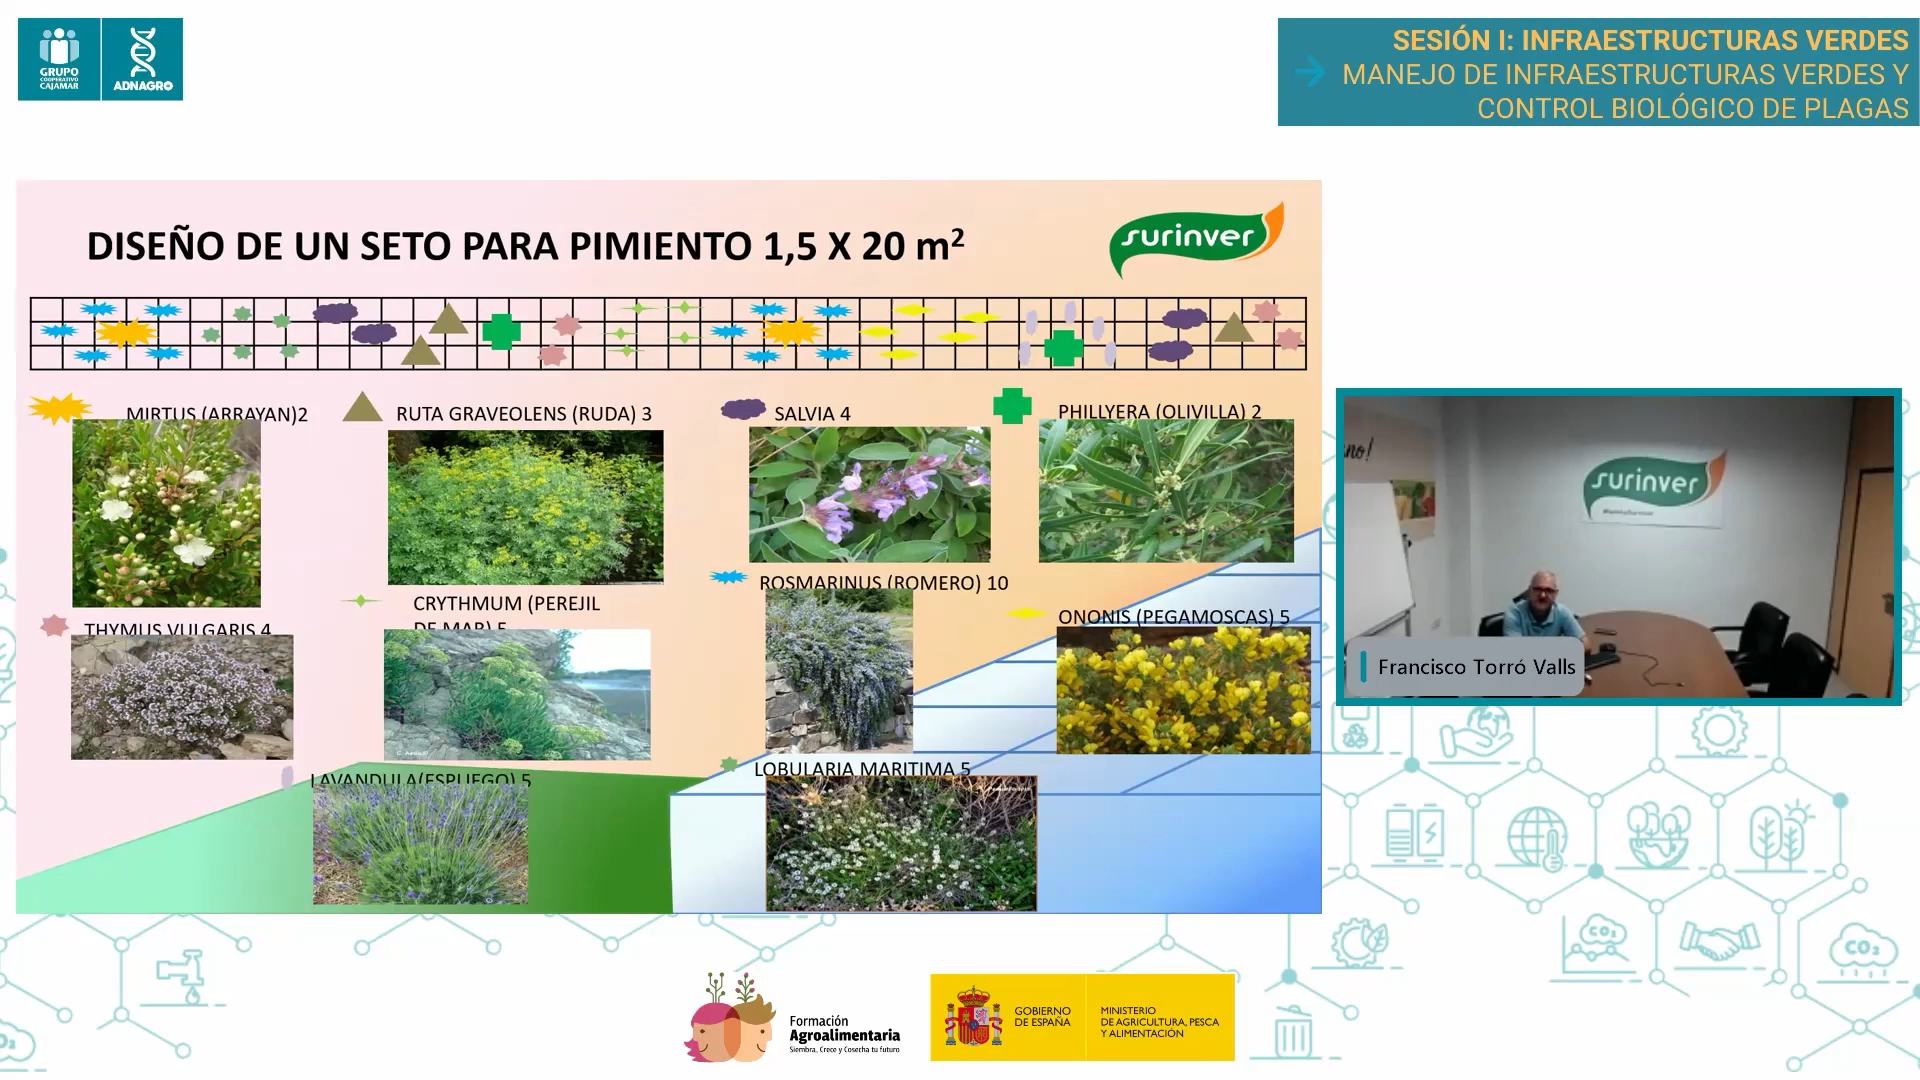 GRUPO
COOPERATIVO
CAJAMAR
ADNAGRO
SESIÓN I: INFRAESTRUCTURAS VERDES
MANEJO DE INFRAESTRUCTURAS VERDES Y
CONTROL BIOLÓGICO DE PLAGAS
DISEÑO DE UN SETO PARA PIMIENTO 1,5 X 20 m²
surinver
MIRTUS (ARRAYAN)2
RUTA GRAVEOLENS (RUDA) 3
SALVIA 4
PHILLYERA (OLIVILLA) 2
THYMUS VULGARIS 4
CRYTHMUM (PEREJIL
DE MAR) 5
ROSMARINUS (ROMERO) 10
ONONIS (PEGAMOSCAS) 5
LAVANDULA(ESPLIEGO) 5
LOBULARIA MARITIMA 5
surinver
Francisco Torró Valls
Formación
Agroalimentaria
Siembra, Crece y Cosecha tu futuro
GOBIERNO
DE ESPAÑA
MINISTERIO
DE AGRICULTURA, PESCA
Y ALIMENTACIÓN
CO₂
CO₂